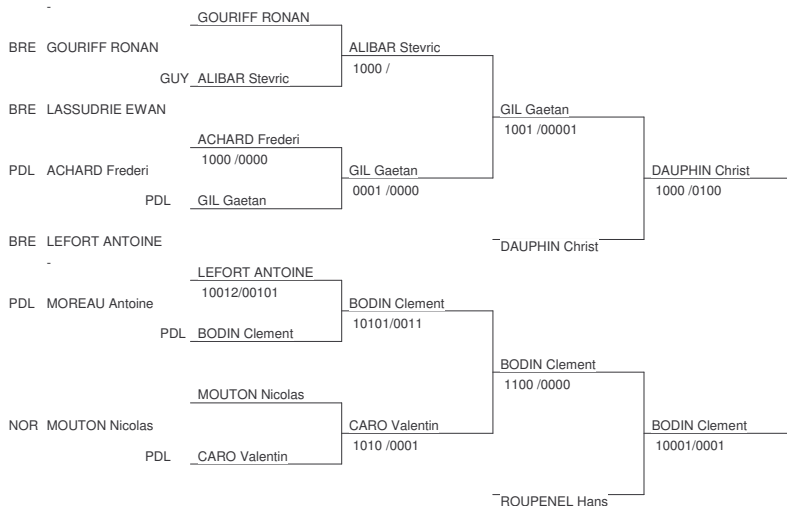 -
GOURIFF RONAN
BRE GOURIFF RONAN
ALIBAR Stevric
1000 /
GUY ALIBAR Stevric
BRE LASSUDRIE EWAN
GIL Gaetan
1001 /00001
ACHARD Frederi
1000 /0000
PDL ACHARD Frederi
GIL Gaetan
0001 /0000
DAUPHIN Christ
1000 /0100
PDL GIL Gaetan
BRE LEFORT ANTOINE
DAUPHIN Christ
-
LEFORT ANTOINE
10012/00101
PDL MOREAU Antoine
BODIN Clement
10101/0011
PDL BODIN Clement
BODIN Clement
1100 /0000
MOUTON Nicolas
NOR MOUTON Nicolas
CARO Valentin
1010 /0001
BODIN Clement
10001/0001
PDL CARO Valentin
ROUPENEL Hans